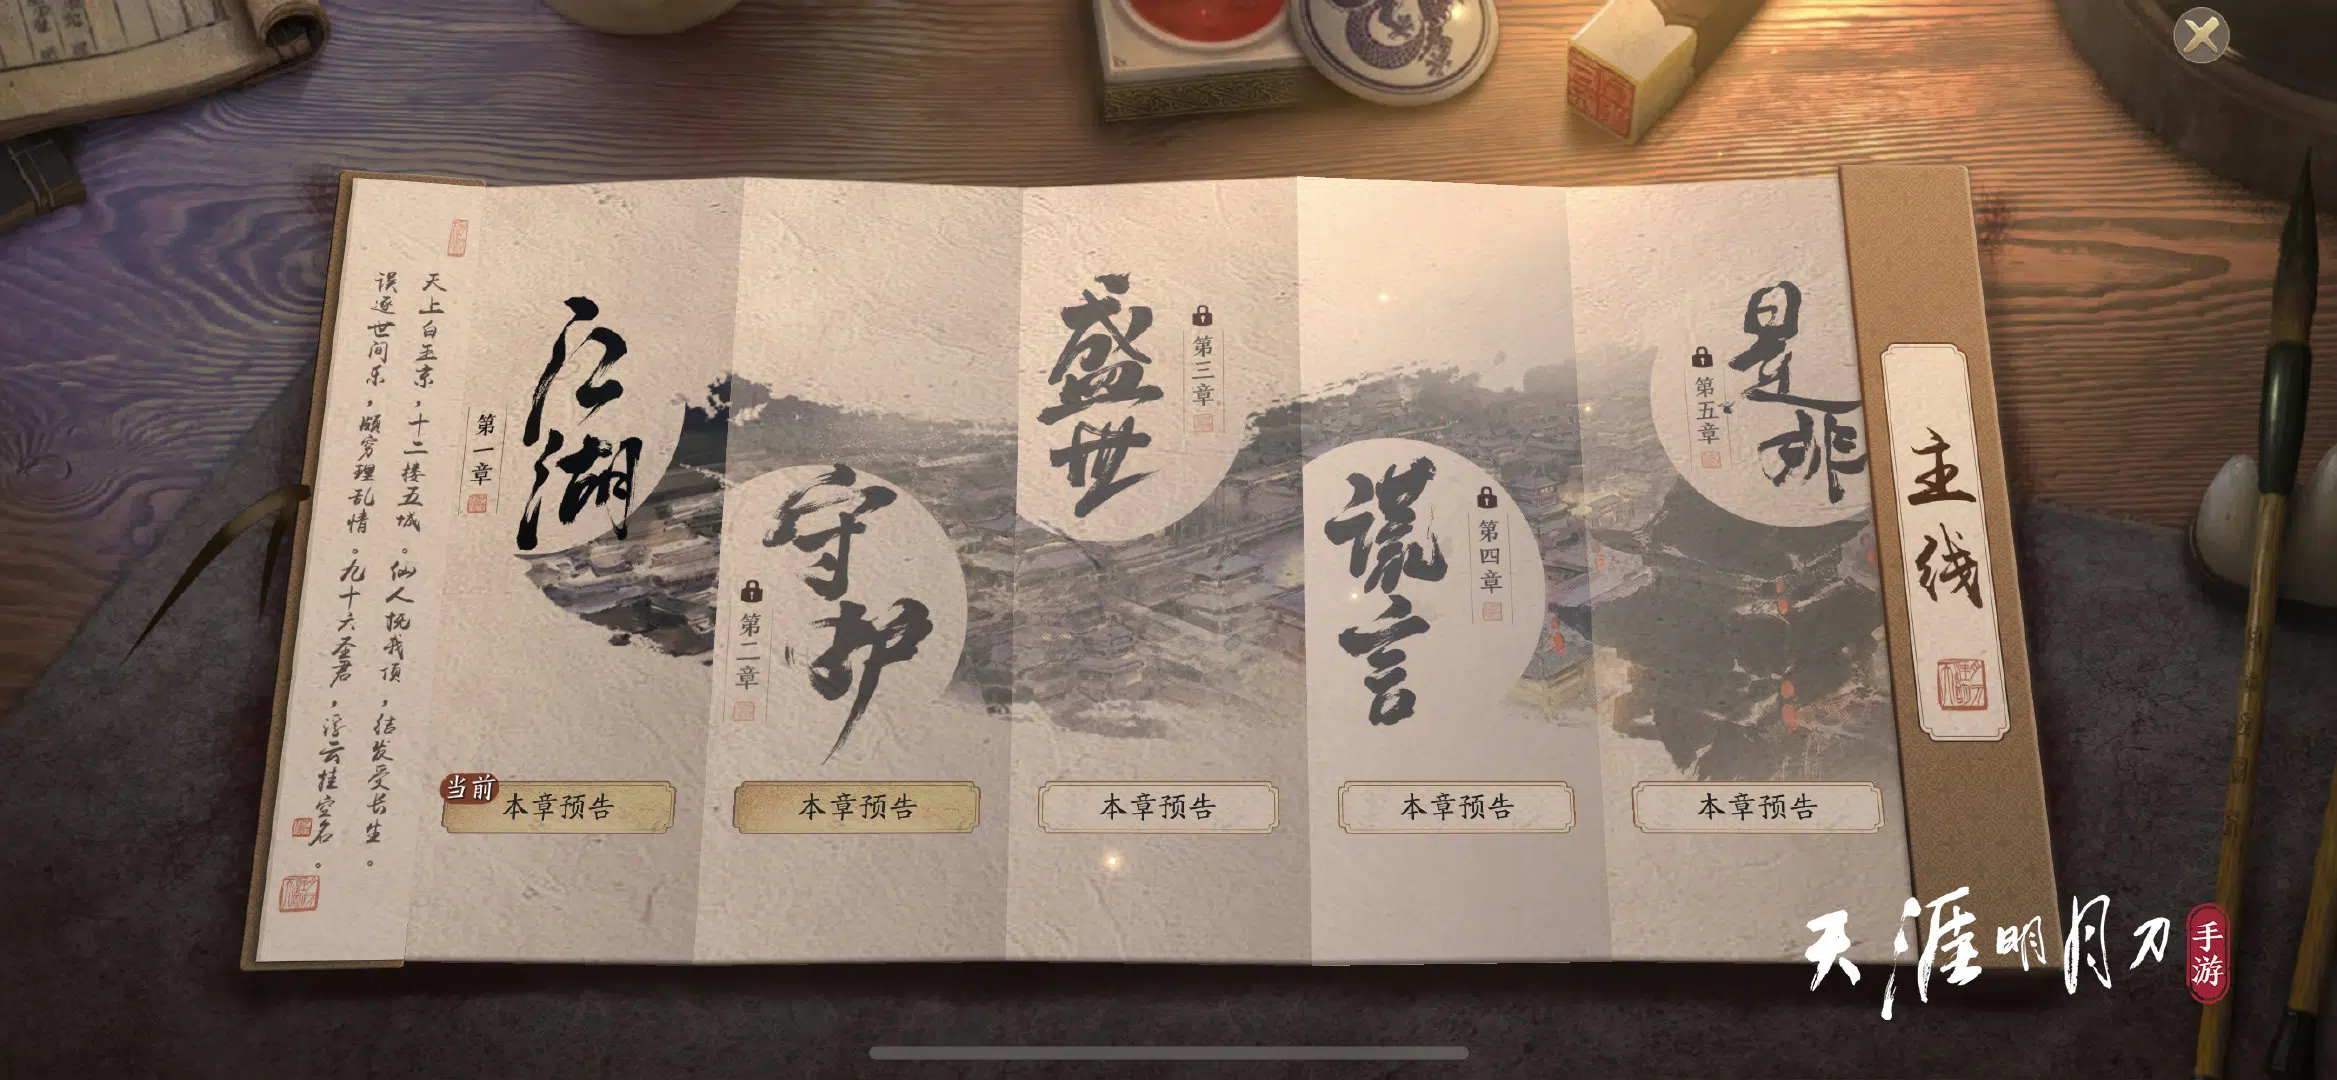 天上白玉京，十二楼五城。仙人抚我顶，结发受长生。
误逐世间乐，颇穷理乱情。九十六圣君，浮云挂空名。
第一章
江湖
当前
本章预告
第二章
守护
本章预告
第三章
盛世
本章预告
第四章
谎言
本章预告
第五章
是非
本章预告
主线
天涯明月刀
手游